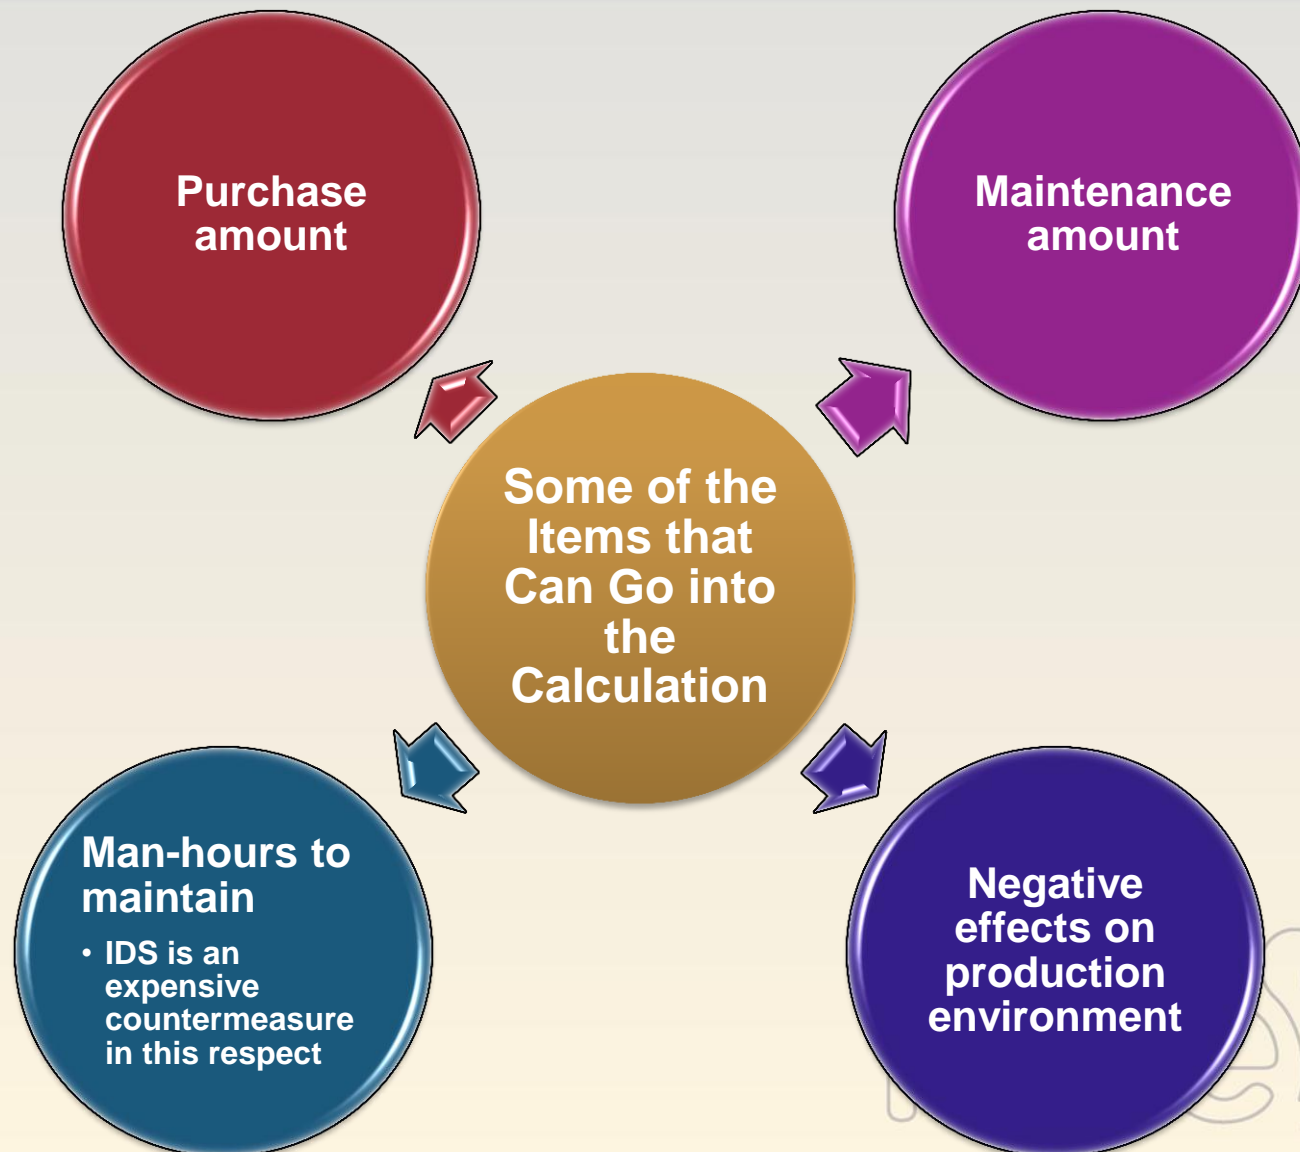 Purchase
amount
Maintenance
amount
Some of the
Items that
Can Go into
the
Calculation
Man-hours to
maintain
• IDS is an
expensive
countermeasure
in this respect
Negative
effects on
production
environment